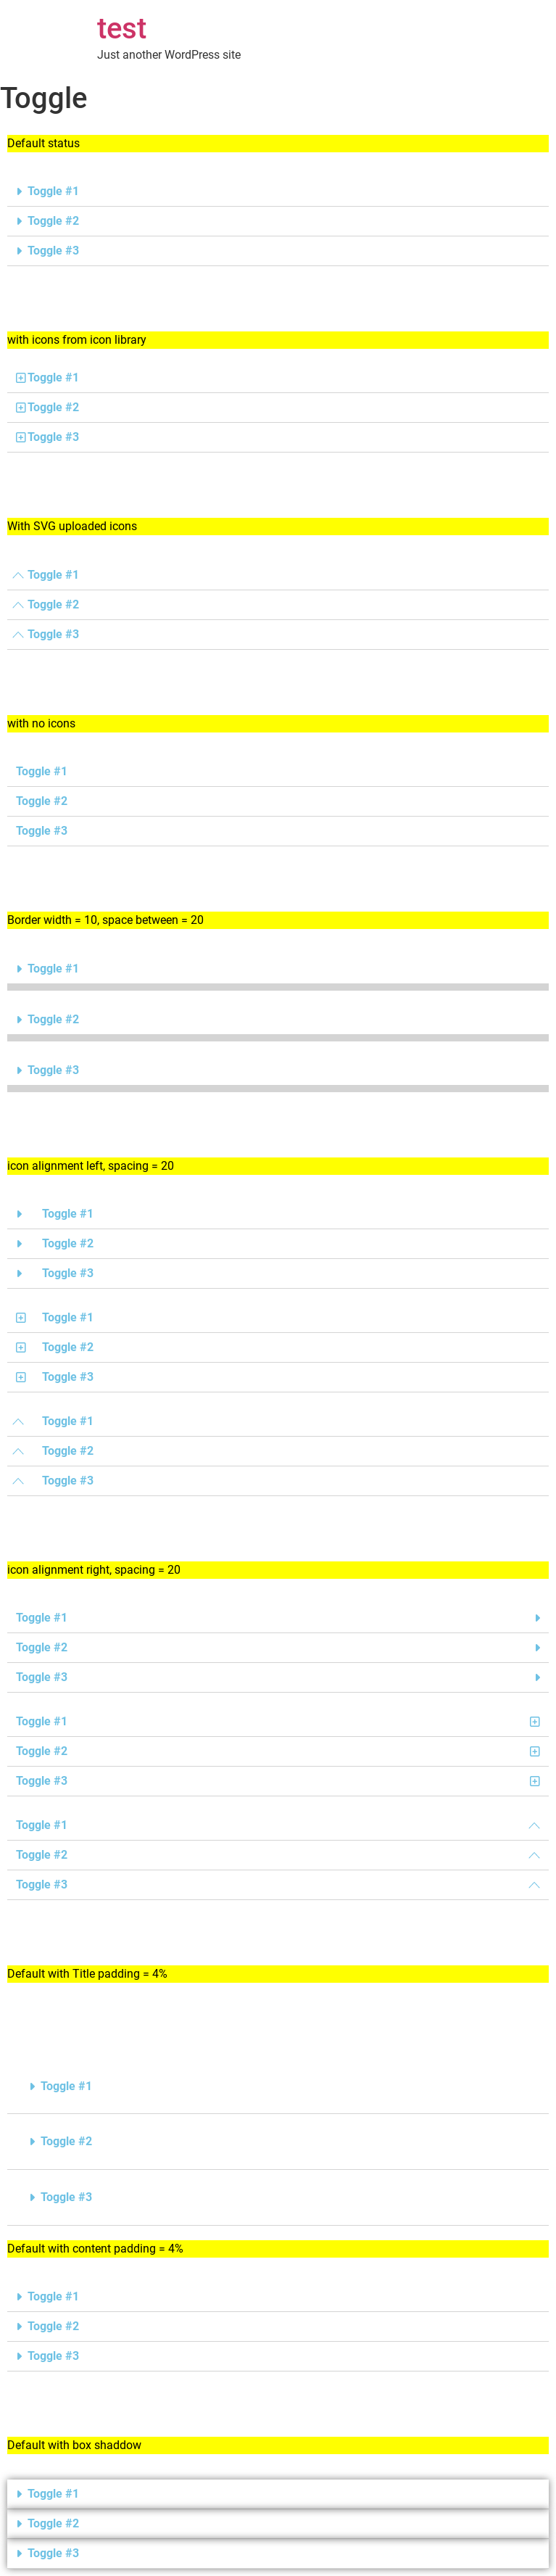 test
Just another WordPress site
Toggle
Default status
Toggle #1
Toggle #2
Toggle #3
with icons from icon library
Toggle #1
Toggle #2
Toggle #3
With SVG uploaded icons
Toggle #1
Toggle #2
Toggle #3
with no icons
Toggle #1
Toggle #2
Toggle #3
Border width = 10, space between = 20
Toggle #1
Toggle #2
Toggle #3
icon alignment left, spacing = 20
Toggle #1
Toggle #2
Toggle #3
Toggle #1
Toggle #2
Toggle #3
Toggle #1
Toggle #2
Toggle #3
icon alignment right, spacing = 20
Toggle #1
Toggle #2
Toggle #3
Toggle #1
Toggle #2
Toggle #3
Toggle #1
Toggle #2
Toggle #3
Default with Title padding = 4%
Toggle #1
Toggle #2
Toggle #3
Default with content padding = 4%
Toggle #1
Toggle #2
Toggle #3
Default with box shaddow
Toggle #1
Toggle #2
Toggle #3